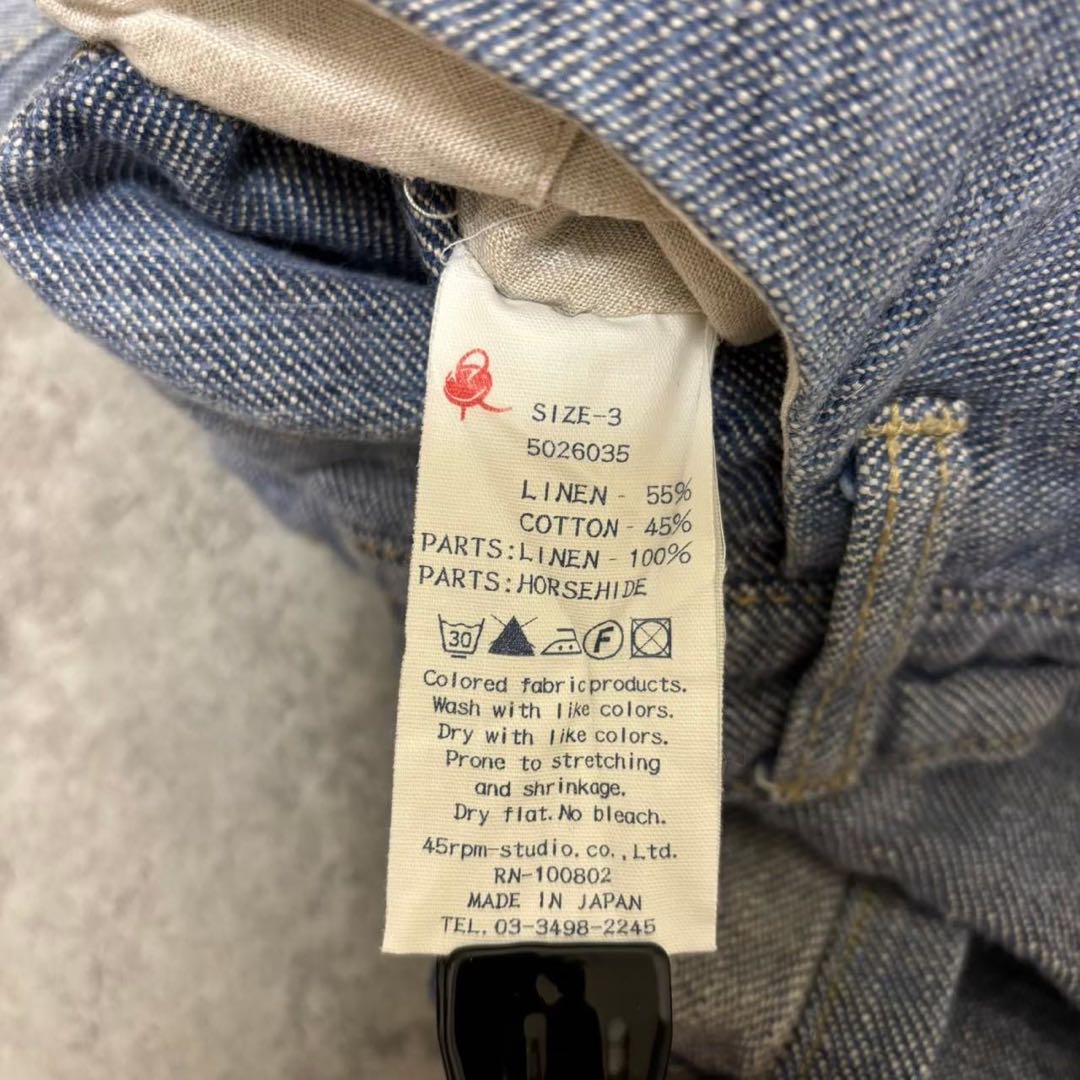 SIZE-3
5026035
LINEN - 55%
COTTON - 45%
PARTS:LINEN - 100%
PARTS:HORSEHIDE
30 F
Colored fabric products.
Wash with like colors.
Dry with like colors.
Prone to stretching
and shrinkage.
Dry flat. No bleach.
45rpm-studio.co.,Ltd.
RN-100802
MADE IN JAPAN
TEL. 03-3498-2245